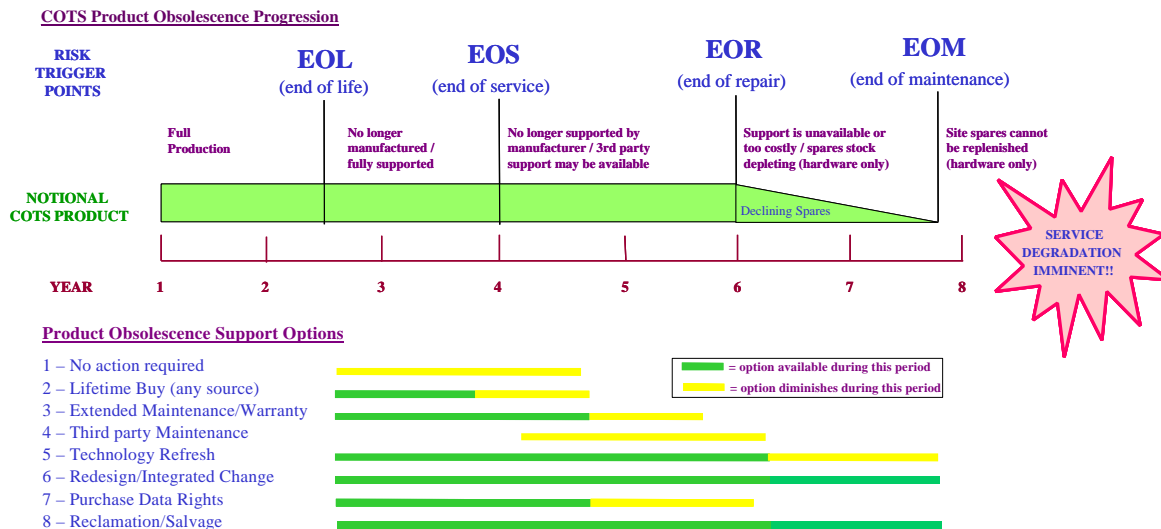 COTS Product Obsolescence Progression
RISK
TRIGGER
POINTS
EOL
(end of life)
EOS
(end of service)
EOR
(end of repair)
EOM
(end of maintenance)
Full
Production
No longer
manufactured /
fully supported
No longer supported by
manufacturer / 3rd party
support may be available
Support is unavailable or
too costly / spares stock
depleting (hardware only)
Site spares cannot
be replenished
(hardware only)
NOTIONAL
COTS PRODUCT
Declining Spares
SERVICE
DEGRADATION
IMMINENT!!
YEAR 1 2 3 4 5 6 7 8
Product Obsolescence Support Options
1 – No action required
2 – Lifetime Buy (any source)
3 – Extended Maintenance/Warranty
4 – Third party Maintenance
5 – Technology Refresh
6 – Redesign/Integrated Change
7 – Purchase Data Rights
8 – Reclamation/Salvage
= option available during this period
= option diminishes during this period